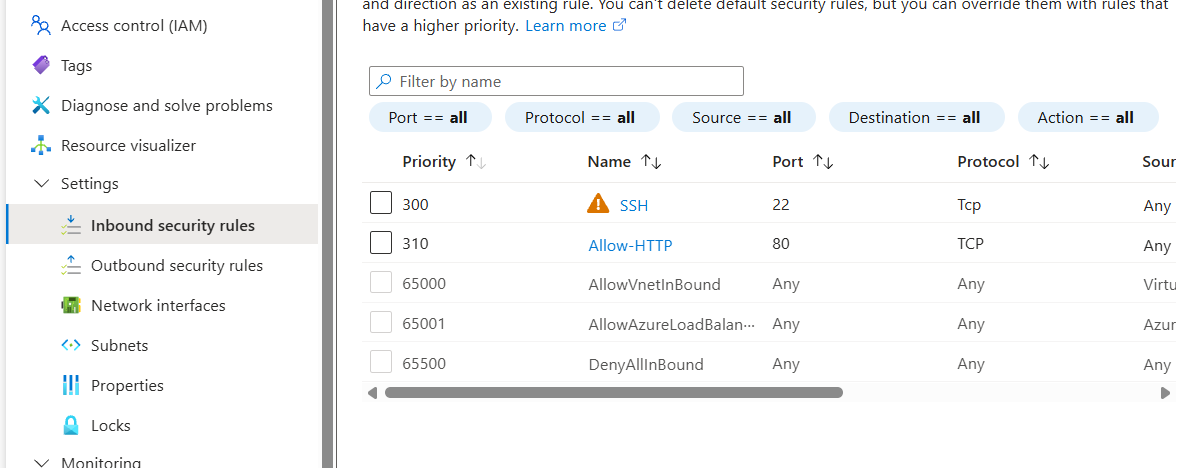 Access control (IAM)
Tags
Diagnose and solve problems
Resource visualizer
Settings
Inbound security rules
Outbound security rules
Network interfaces
Subnets
Properties
Locks
Monitoring
and direction as an existing rule. You can't delete default security rules, but you can override them with rules that
have a higher priority. Learn more
Filter by name
Port == all Protocol == all Source == all Destination == all Action == all
Priority Name Port Protocol Sour
300 SSH 22 Tcp Any
310 Allow-HTTP 80 TCP Any
65000 AllowVnetInBound Any Any Virtu
65001 AllowAzureLoadBalan··· Any Any Azur
65500 DenyAllInBound Any Any Any